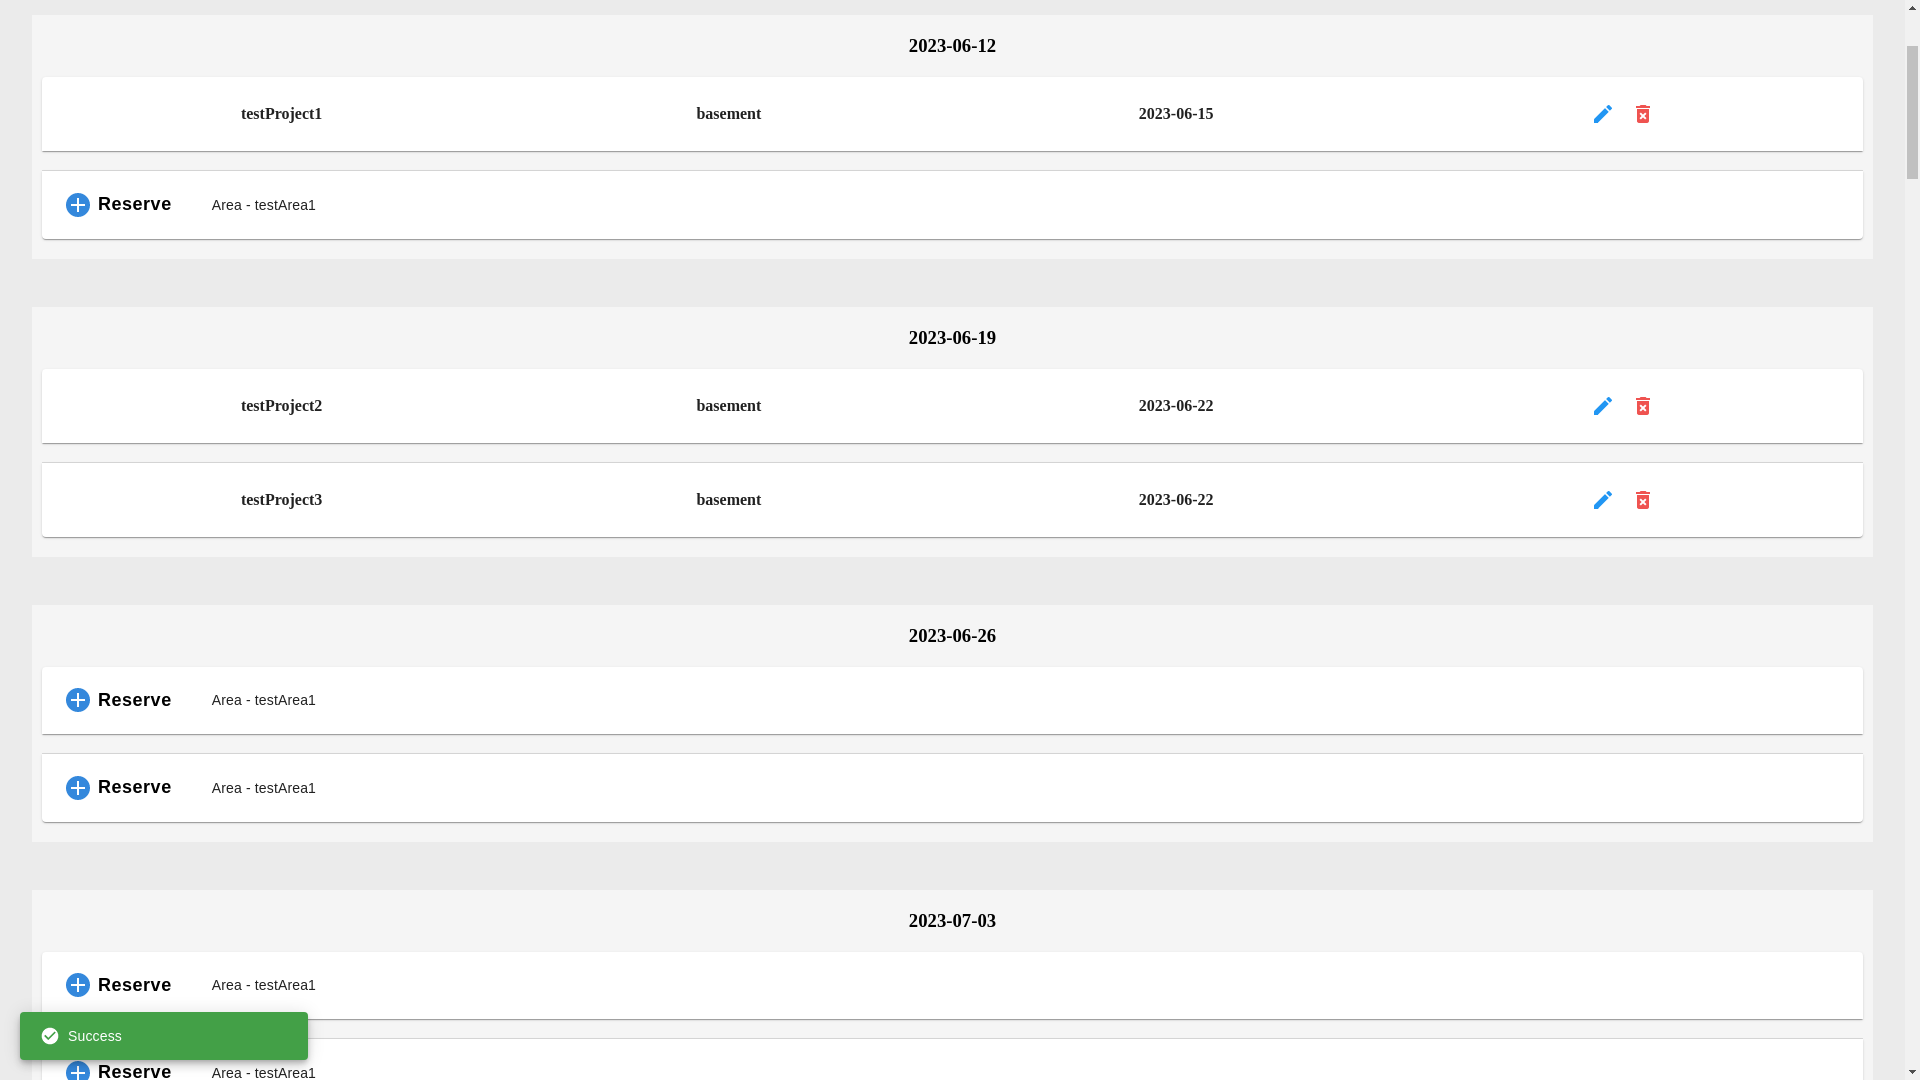 2023-06-12
testProject1 basement 2023-06-15
Reserve Area - testArea1
2023-06-19
testProject2 basement 2023-06-22
testProject3 basement 2023-06-22
2023-06-26
Reserve Area - testArea1
Reserve Area - testArea1
2023-07-03
Reserve Area - testArea1
Success
Reserve Area - testArea1